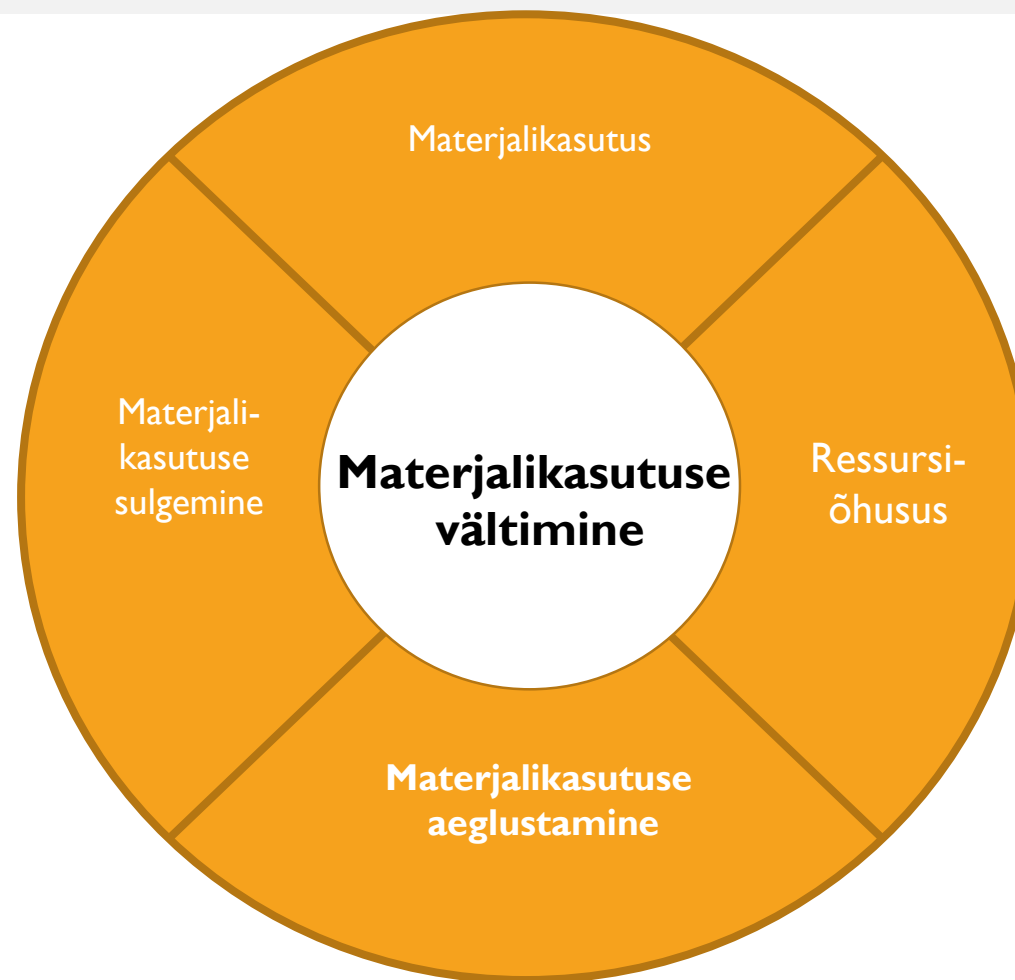 Materjalikasutus
Materjali-
kasutuse
sulgemine
Materjalikasutuse
vältimine
Ressursi-
õhusus
Materjalikasutuse
aeglustamine